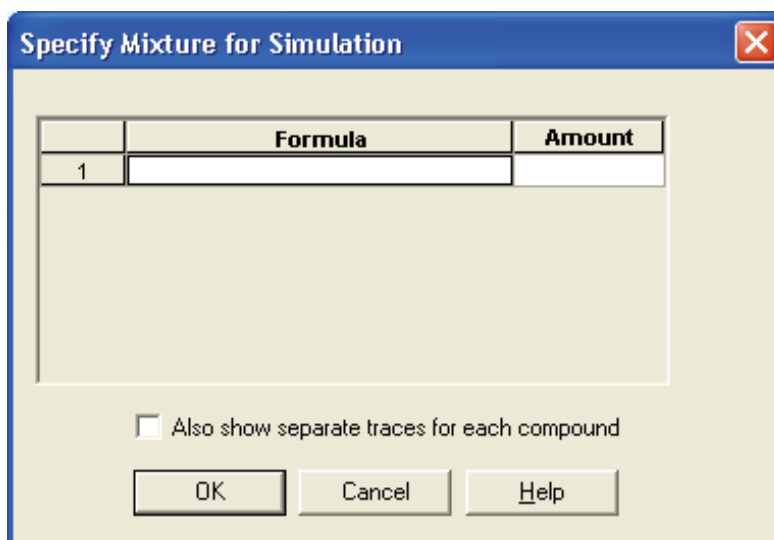 Specify Mixture for Simulation
Formula Amount
1
Also show separate traces for each compound
OK Cancel Help